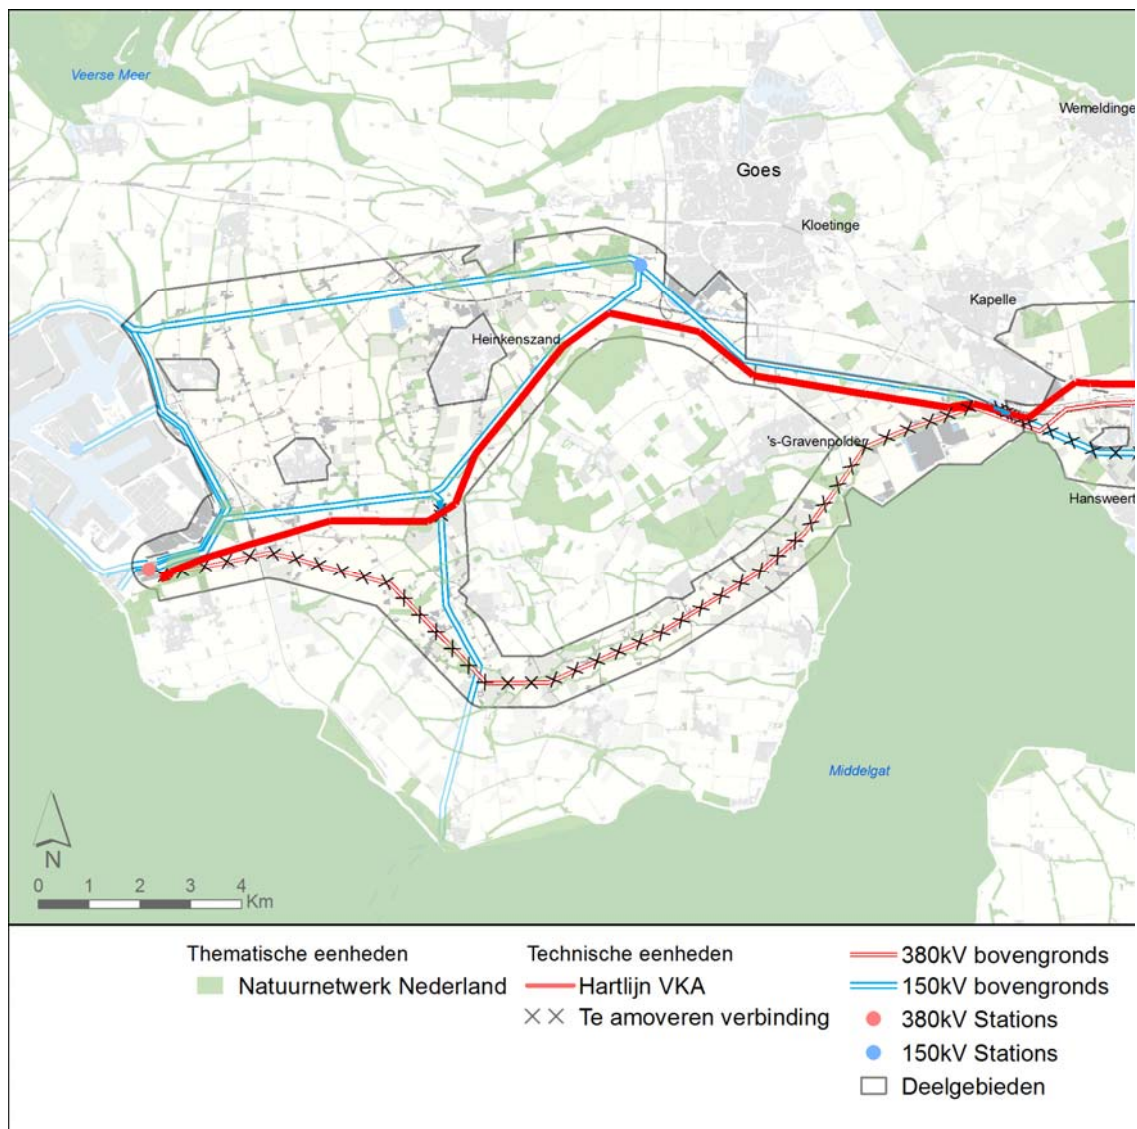 Veerse Meer
Wemeldinge
Goes
Kloetinge
Kapelle
Heinkenszand
's-Gravenpolder
Hansweert
Middelgat
N
0 1 2 3 4
Km
Thematische eenheden
Natuurnetwerk Nederland
Technische eenheden
Hartlijn VKA
Te amoveren verbinding
380kV bovengronds
150kV bovengronds
380kV Stations
150kV Stations
Deelgebieden